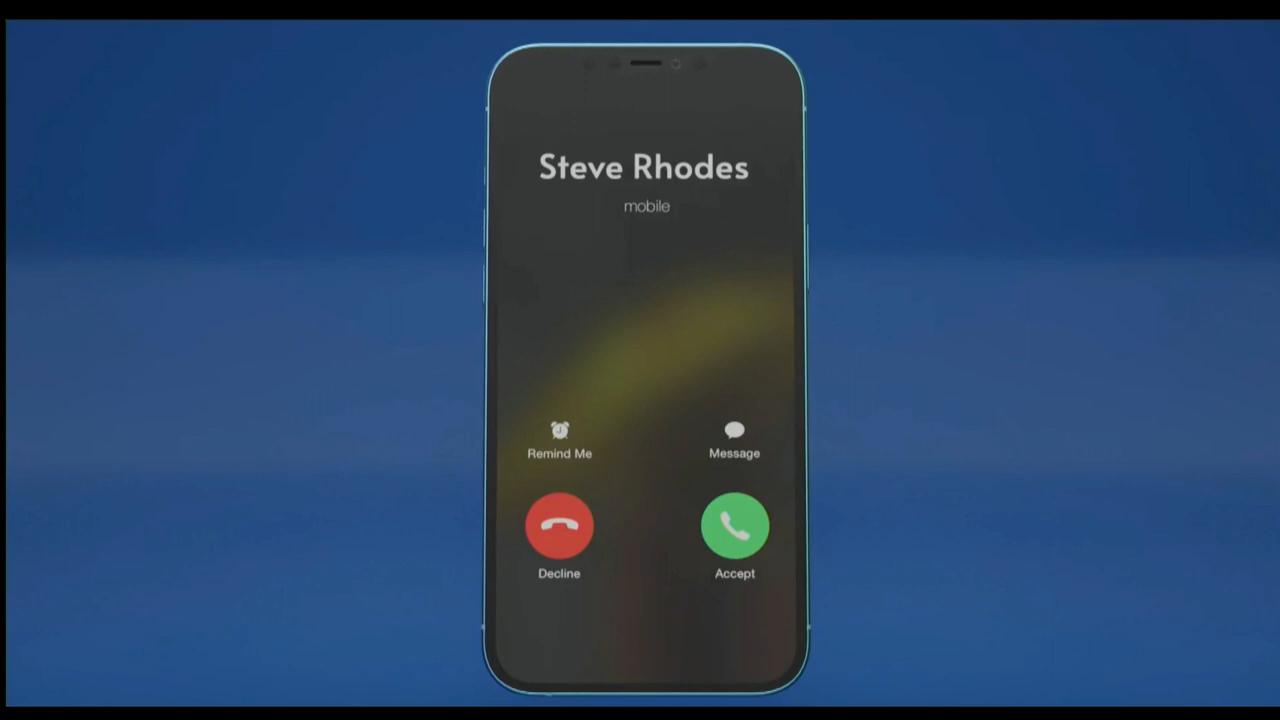 Steve Rhodes
mobile
Remind Me
Message
Decline
Accept